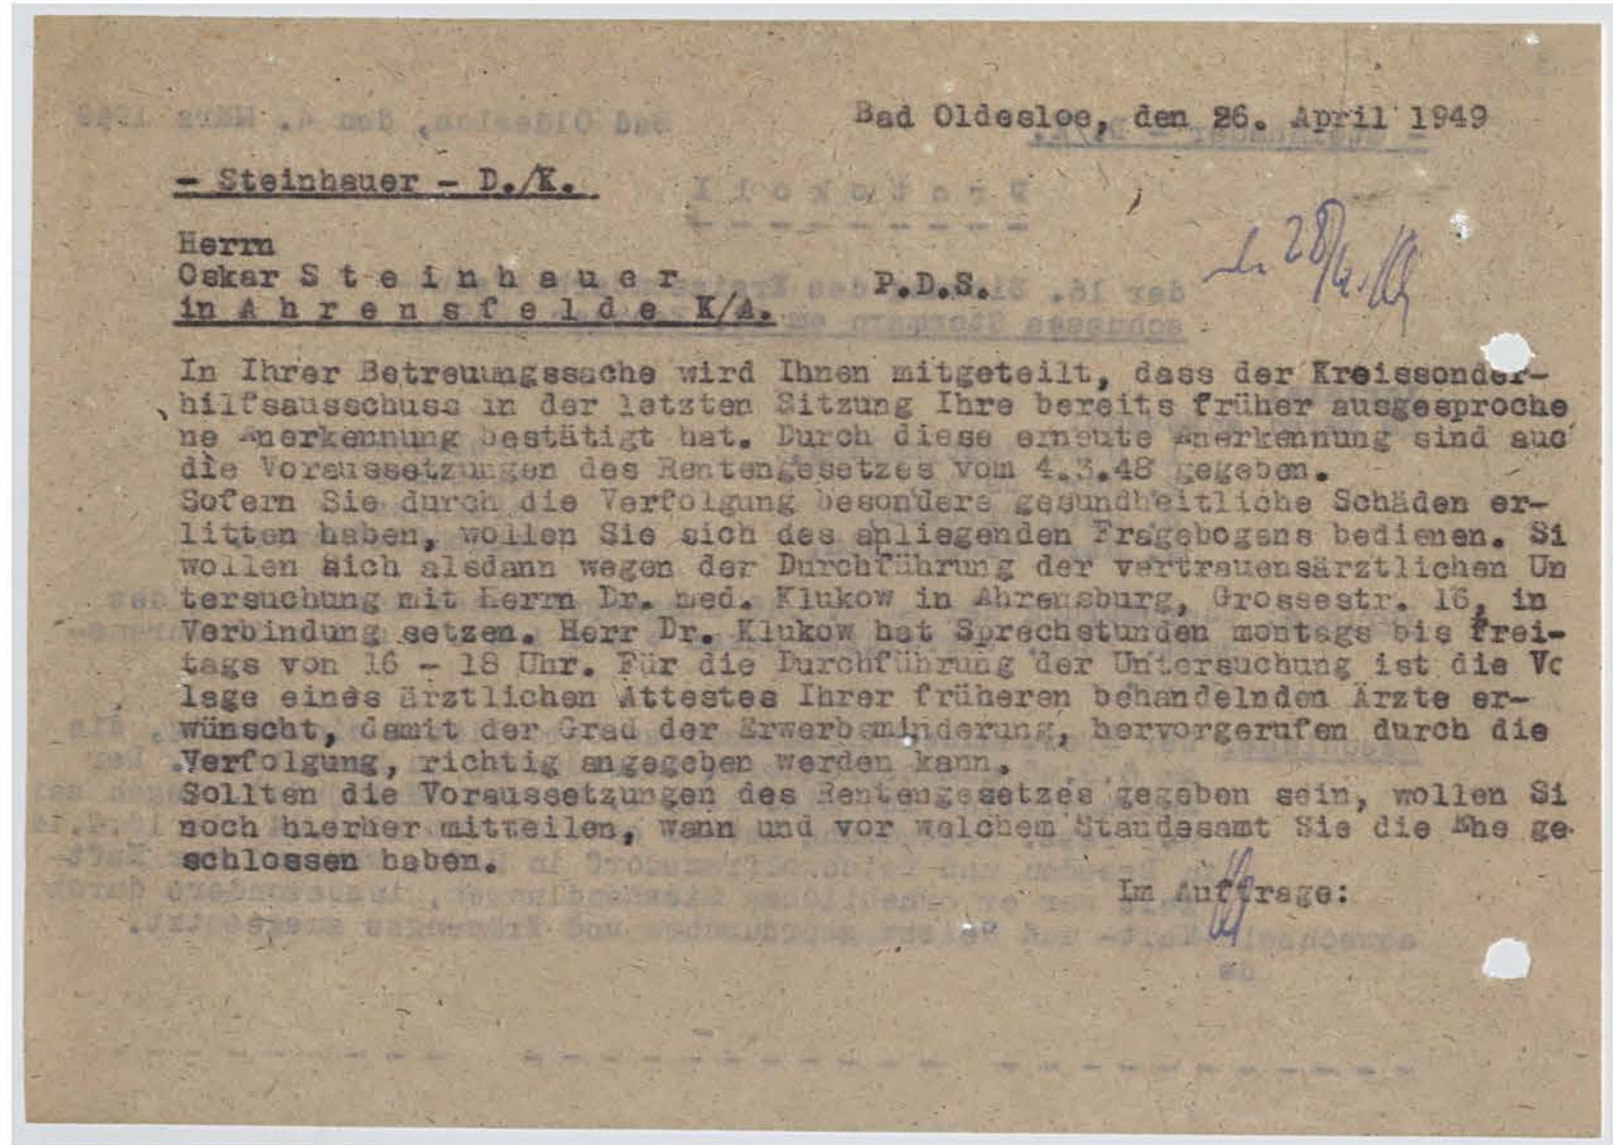 Bad Oldesloe, den 26. April 1949
- Steinhauer - D./K.
Herrn
Oskar S t e i n h a u e r P.D.S.
in A h r e n s f e l d e K/A.
28/4.
In Ihrer Betreuungssache wird Ihnen mitgeteilt, dass der Kreissonder-
hilfsausschuss in der letzten Sitzung Ihre bereits früher ausgesproche
ne Anerkennung bestätigt hat. Durch diese erneute Anerkennung sind auc
die Voraussetzungen des Rentengesetzes vom 4.3.48 gegeben.
Sofern Sie durch die Verfolgung besondere gesundheitliche Schäden er-
litten haben, wollen Sie sich des anliegenden Fragebogens bedienen. Si
wollen sich alsdann wegen der Durchführung der vertrauensärztlichen Un
tersuchung mit Herrn Dr. med. Klukow in Ahrensburg, Grossestr. 16, in
Verbindung setzen. Herr Dr. Klukow hat Sprechstunden montags bis frei-
tags von 16 - 18 Uhr. Für die Durchführung der Untersuchung ist die Vo
lage eines ärztlichen Attestes Ihrer früheren behandelnden Ärzte er-
wünscht, damit der Grad der Erwerbsminderung, hervorgerufen durch die
Verfolgung, richtig angegeben werden kann.
Sollten die Voraussetzungen des Rentengesetzes gegeben sein, wollen Si
noch hierher mitteilen, wann und vor welchem Standesamt Sie die Ehe ge-
schlossen haben.
Im Auftrage: